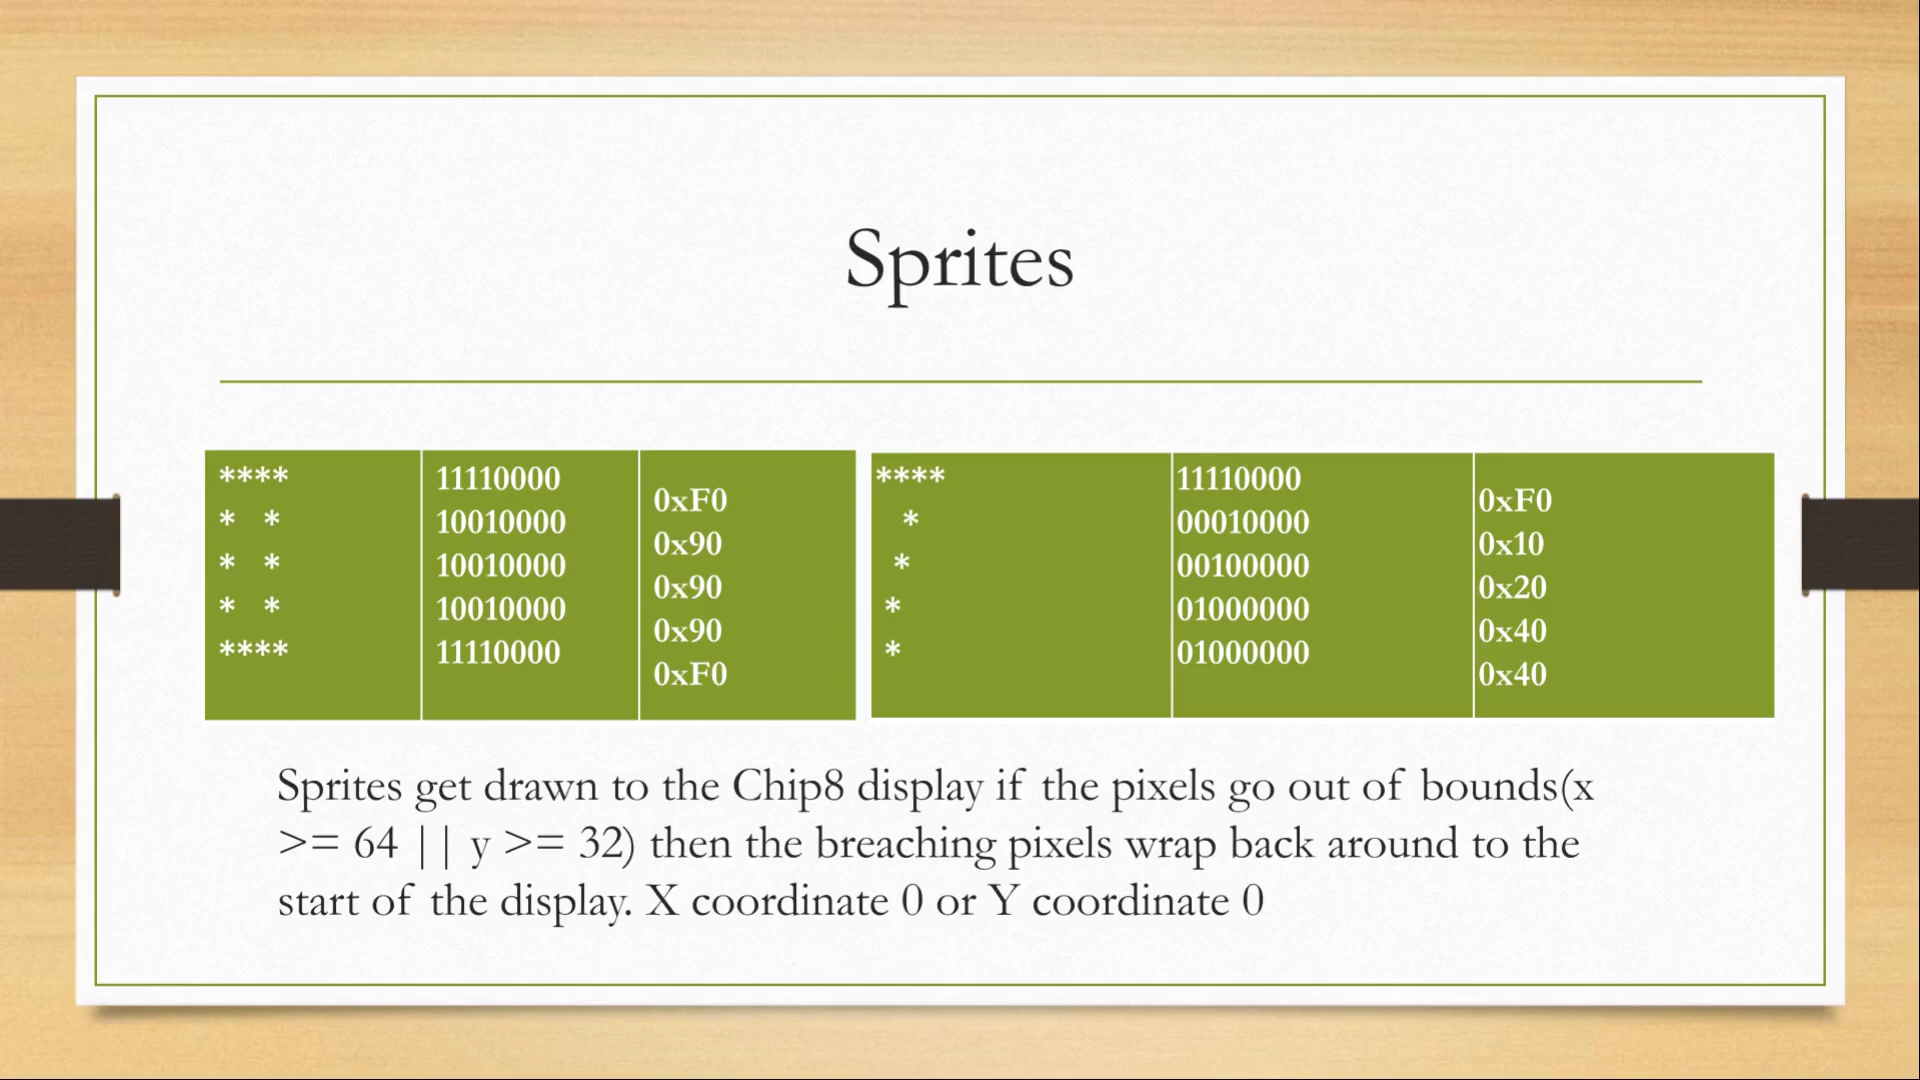 Sprites
****
*  *
*  *
*  *
****
11110000
10010000
10010000
10010000
11110000
0xF0
0x90
0x90
0x90
0xF0
****
   *
  *
 *
 *
11110000
00010000
00100000
01000000
01000000
0xF0
0x10
0x20
0x40
0x40
Sprites get drawn to the Chip8 display if the pixels go out of bounds(x
>= 64 || y >= 32) then the breaching pixels wrap back around to the
start of the display. X coordinate 0 or Y coordinate 0